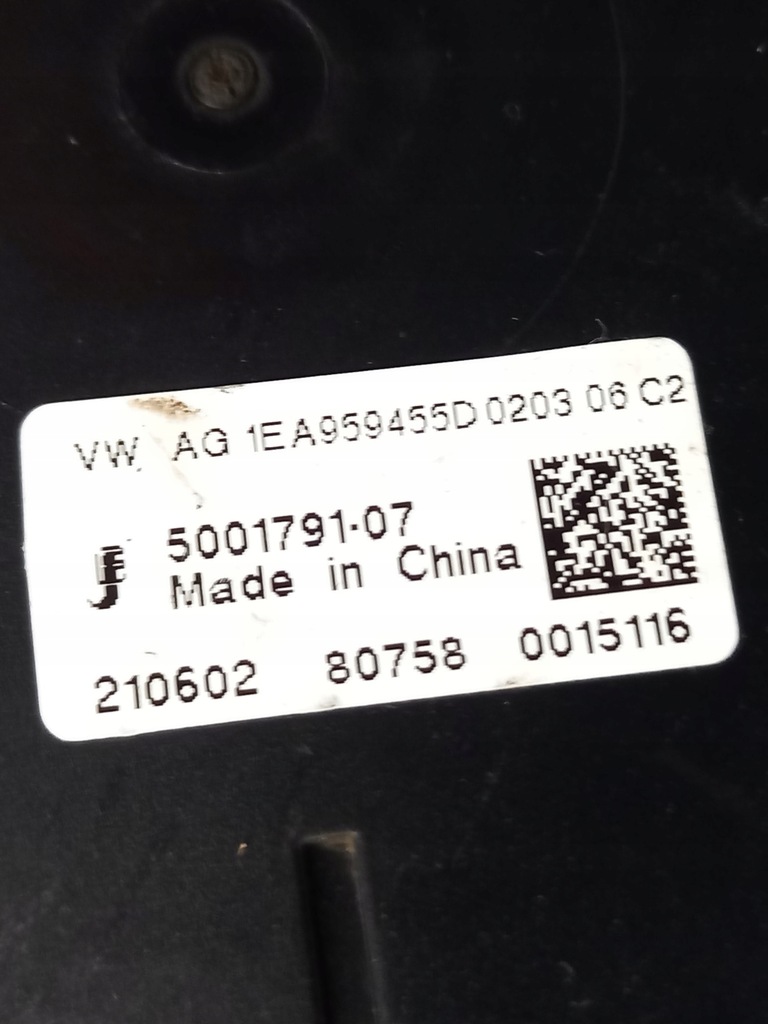 VW AG 1EA959455D 0203 06 C2
5001791-07
Made in China
210602 80758 0015116